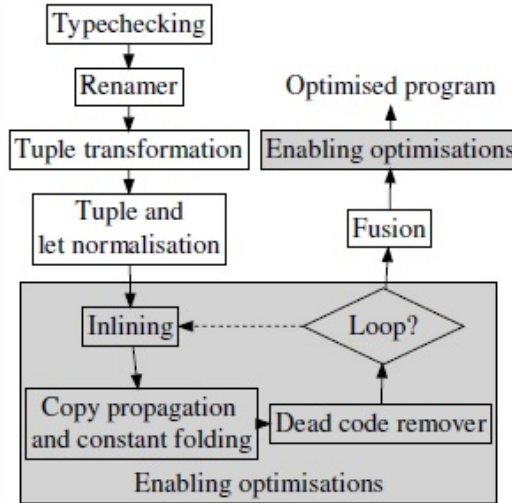 Typechecking
Renamer
Tuple transformation
Tuple and
let normalisation
Inlining
Copy propagation
and constant folding
Dead code remover
Loop?
Enabling optimisations
Fusion
Enabling optimisations
Optimised program